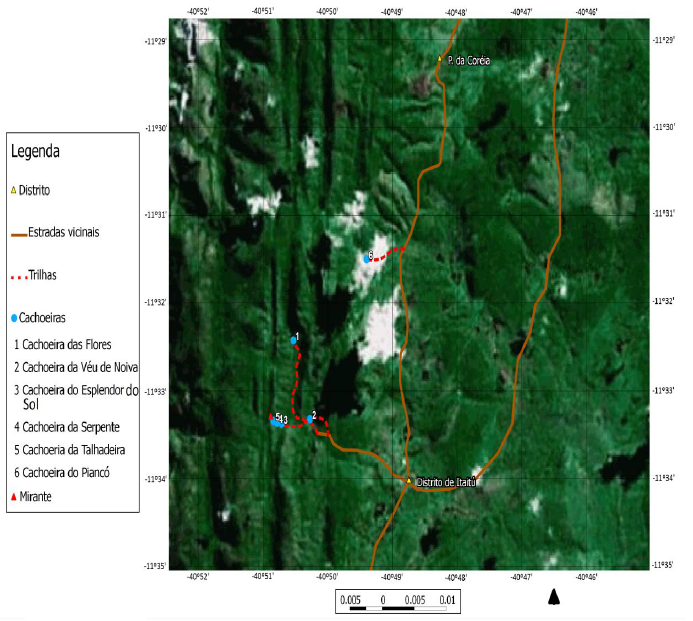 -40°52' -40°51' -40°50' -40°49' -40°48' -40°47' -40°46'
-11°29' -11°29'
P. da Coréia
-11°30' -11°30'
Legenda
Distrito
-11°31' -11°31'
Estradas vicinais
6
Trilhas
-11°32' -11°32'
Cachoeiras
1
1 Cachoeira das Flores
2 Cachoeira da Véu de Noiva
3 Cachoeira do Esplendor do
Sol
-11°33' -11°33'
4 Cachoeira da Serpente
543 2
5 Cachoeria da Talhadeira
6 Cachoeira do Piancó
-11°34' -11°34'
Distrito de Itaitú
Mirante
-11°35' -11°35'
-40°52' -40°51' -40°50' -40°49' -40°48' -40°47' -40°46'
0.005 0 0.005 0.01